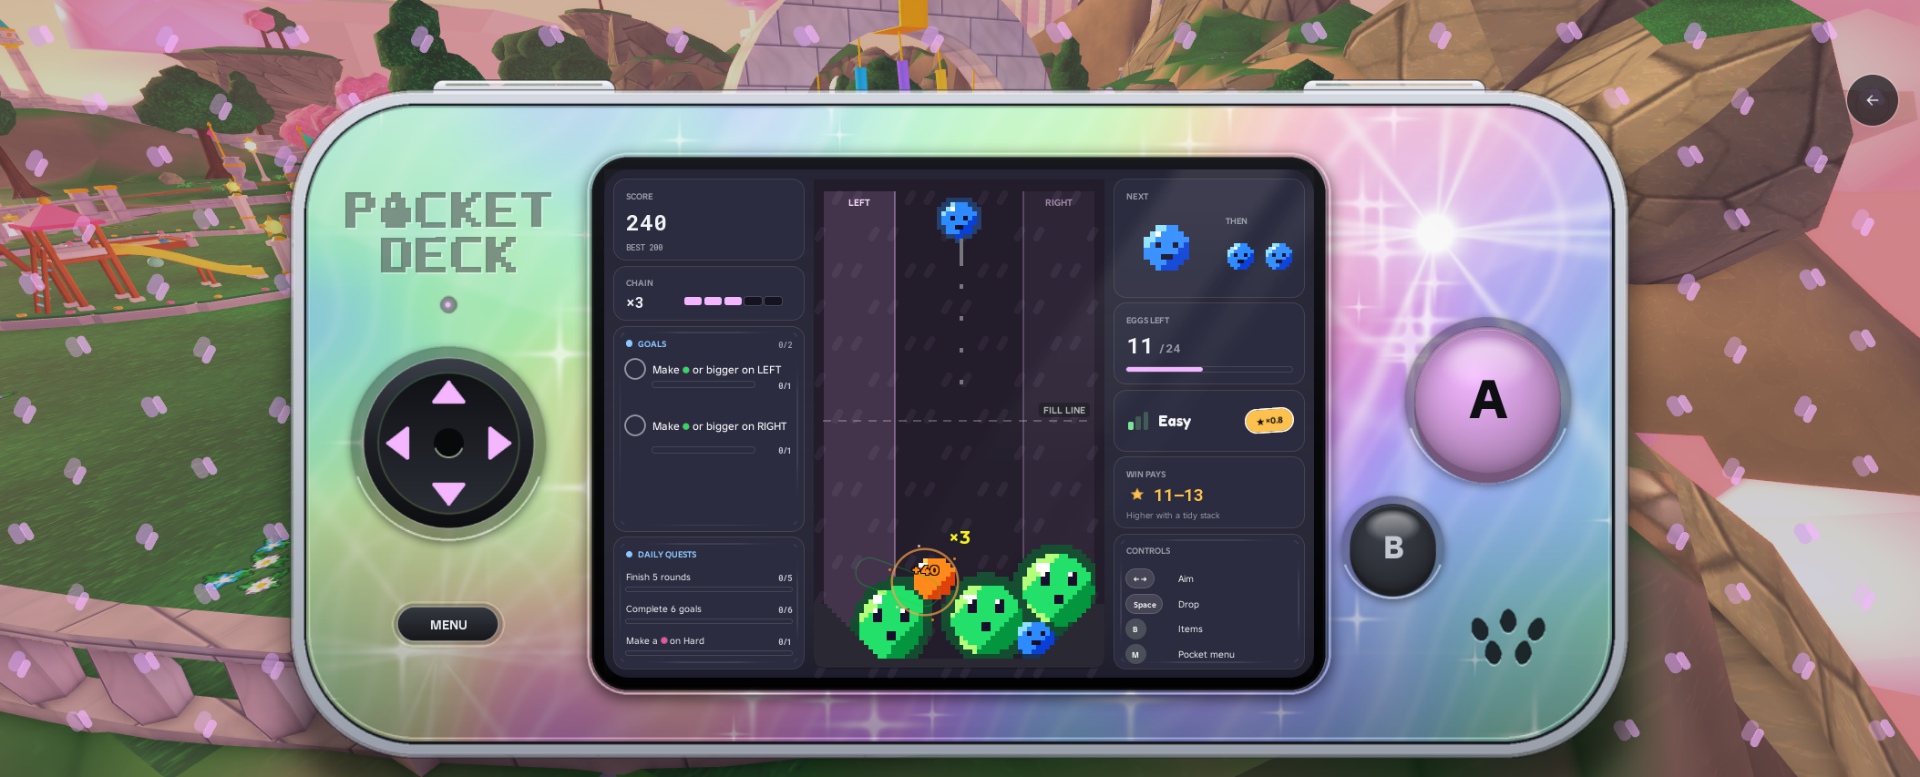 POCKET
DECK
MENU
SCORE
240
BEST 200
CHAIN
×3
GOALS 0/2
Make or bigger on LEFT
0/1
Make or bigger on RIGHT
0/1
DAILY QUESTS
Finish 5 rounds 0/5
Complete 6 goals 0/6
Make a on Hard 0/1
LEFT RIGHT
FILL LINE
×3
+40
NEXT
THEN
EGGS LEFT
11 /24
Easy ★×0.8
WIN PAYS
★ 11–13
Higher with a tidy stack
CONTROLS
←→ Aim
Space Drop
B Items
M Pocket menu
A
B